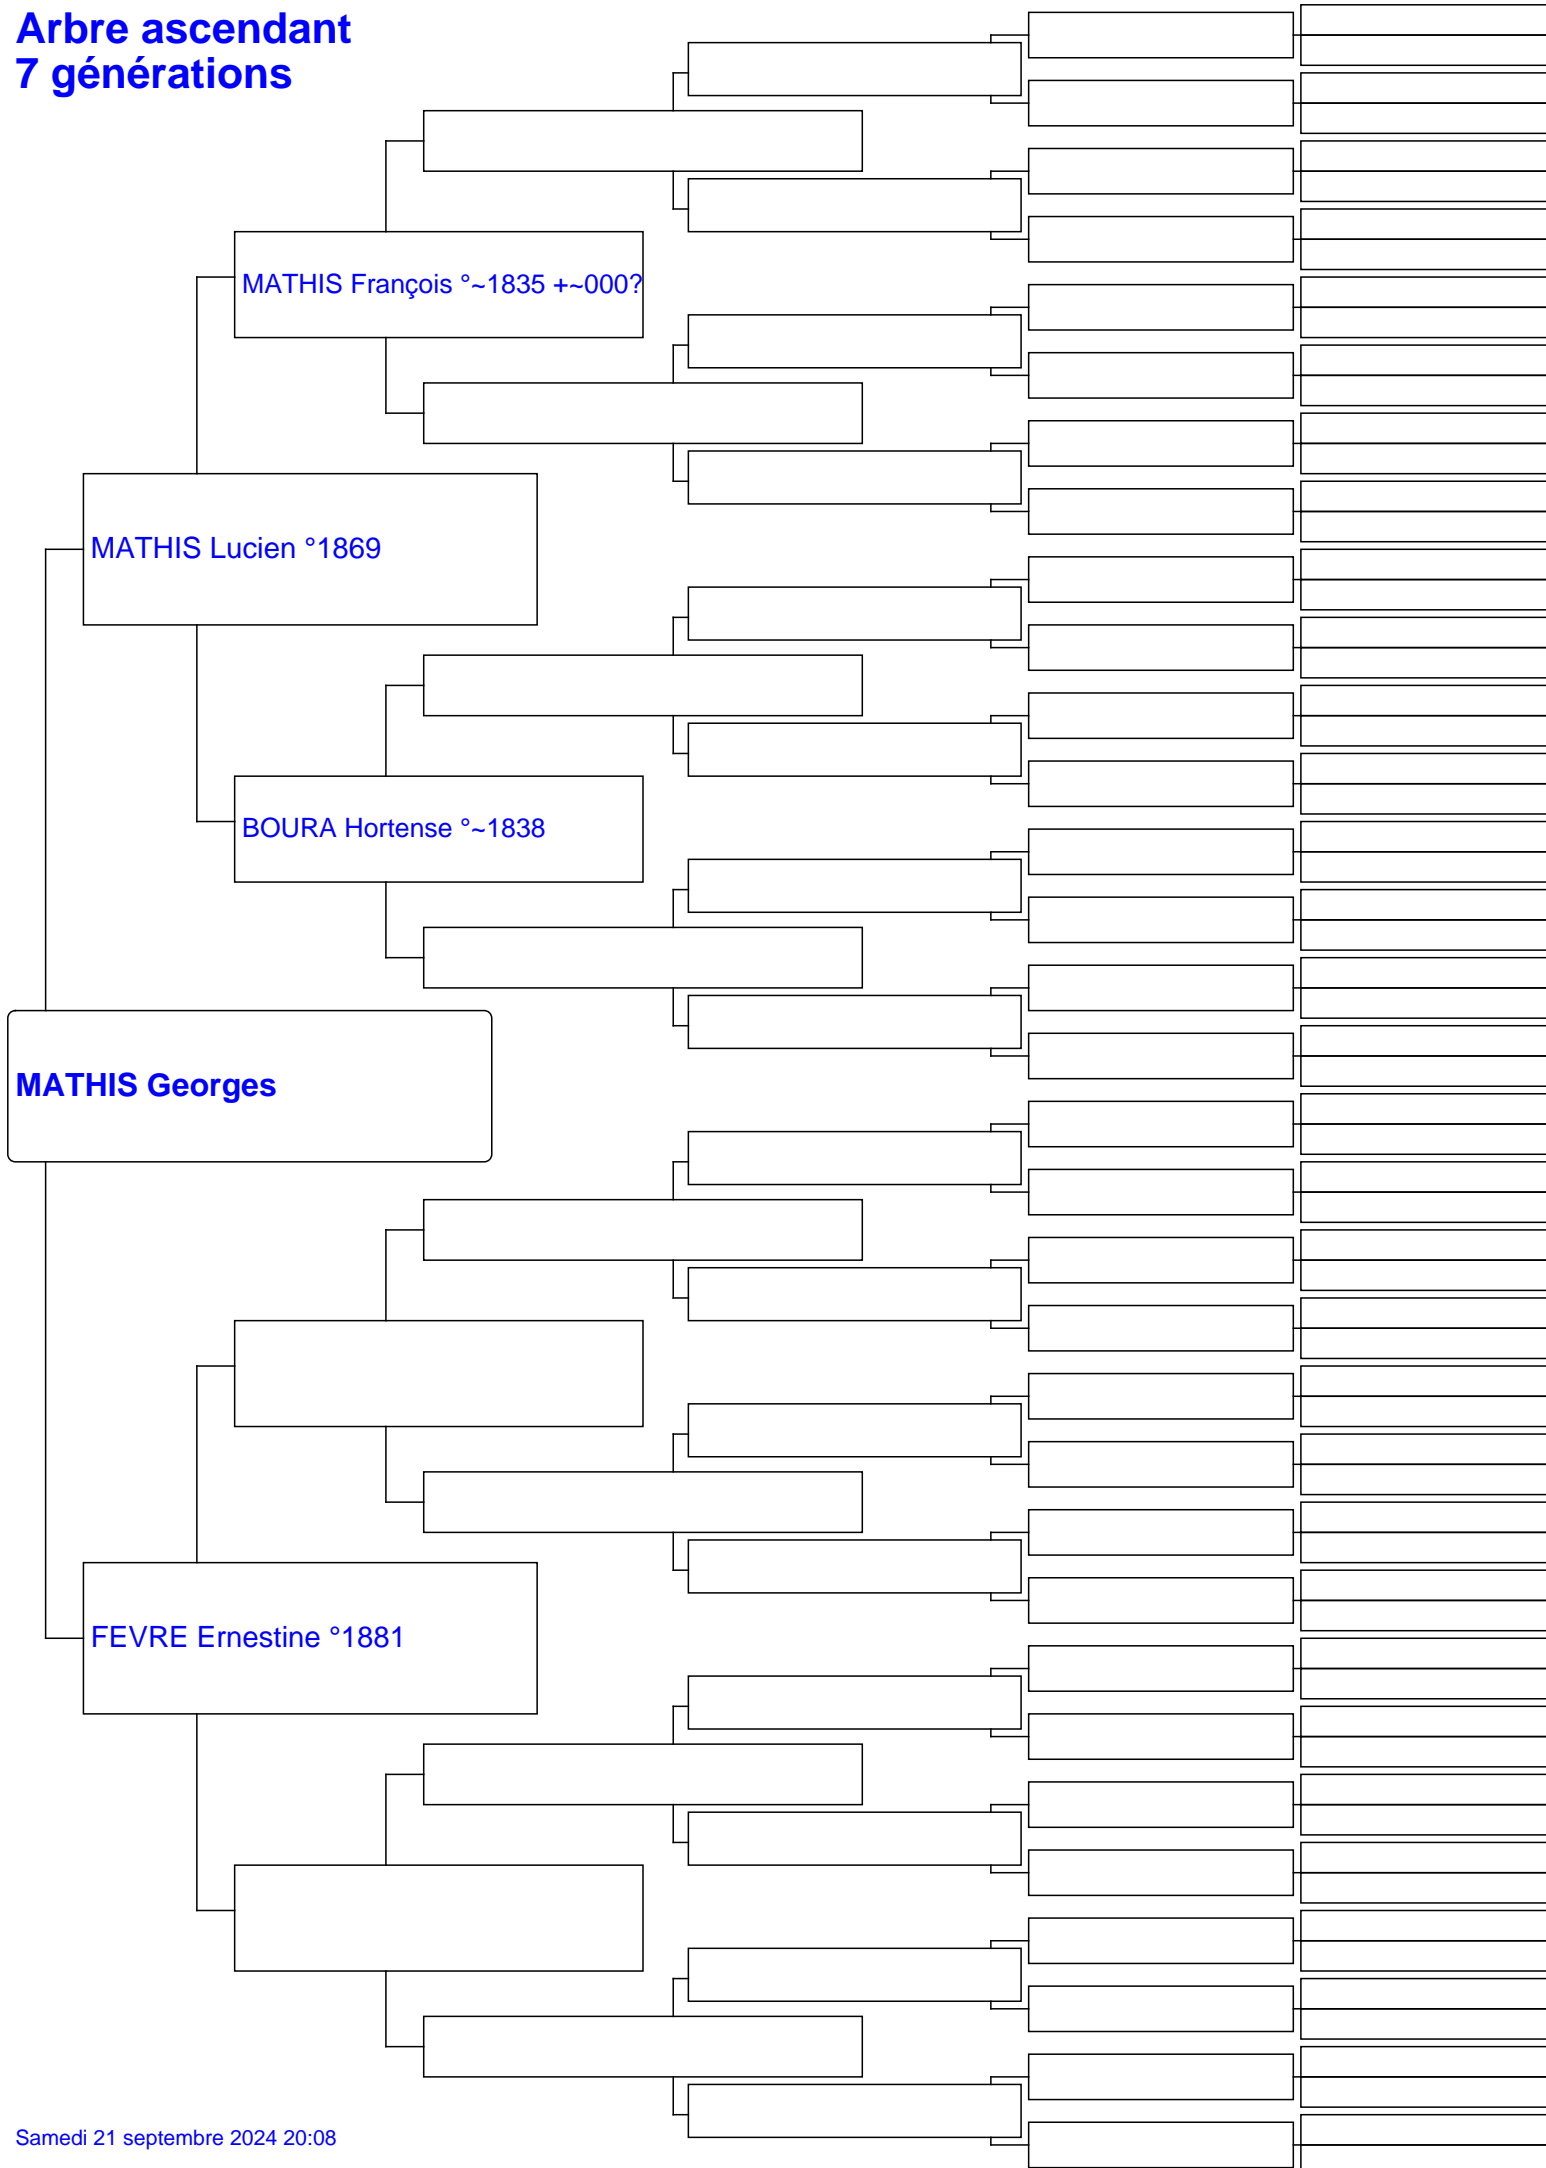 Arbre ascendant
7 générations
MATHIS François °~1835 +~000?
MATHIS Lucien °1869
BOURA Hortense °~1838
MATHIS Georges
FEVRE Ernestine °1881
Samedi 21 septembre 2024 20:08